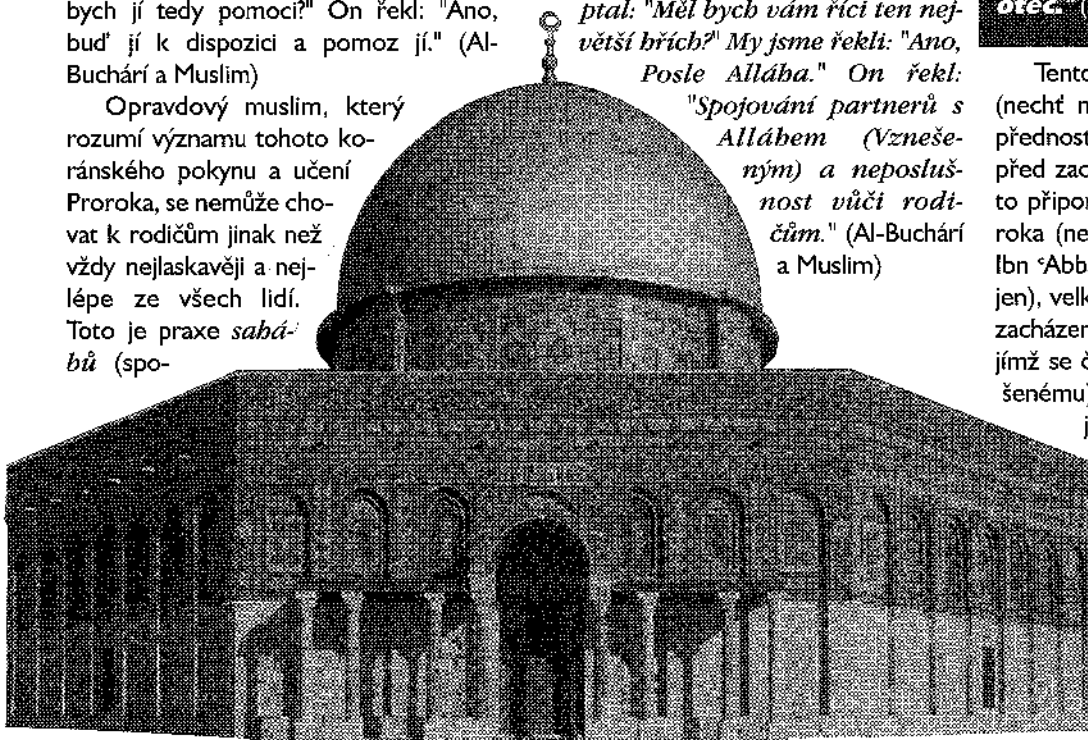 bych jí tedy pomoci?" On řekl: "Ano,
buď jí k dispozici a pomoz jí." (Al-
Buchárí a Muslim)
Opravdový muslim, který
rozumí významu tohoto ko-
ránského pokynu a učení
Proroka, se nemůže cho-
vat k rodičům jinak než
vždy nejlaskavěji a nej-
lépe ze všech lidí.
Toto je praxe sahá-
bů (spo-
ptal: "Měl bych vám říci ten nej-
větší hřích?" My jsme řekli: "Ano,
Posle Alláha." On řekl:
"Spojování partnerů s
Alláhem (Vzneše-
ným) a neposluš-
nost vůči rodi-
čům." (Al-Buchárí
a Muslim)
otec."
Tento
(nechť
přednost
před zac
to připo
roka (ne
Ibn ʿAbb
jen), velk
zacházen
jímž se č
šenému)
j